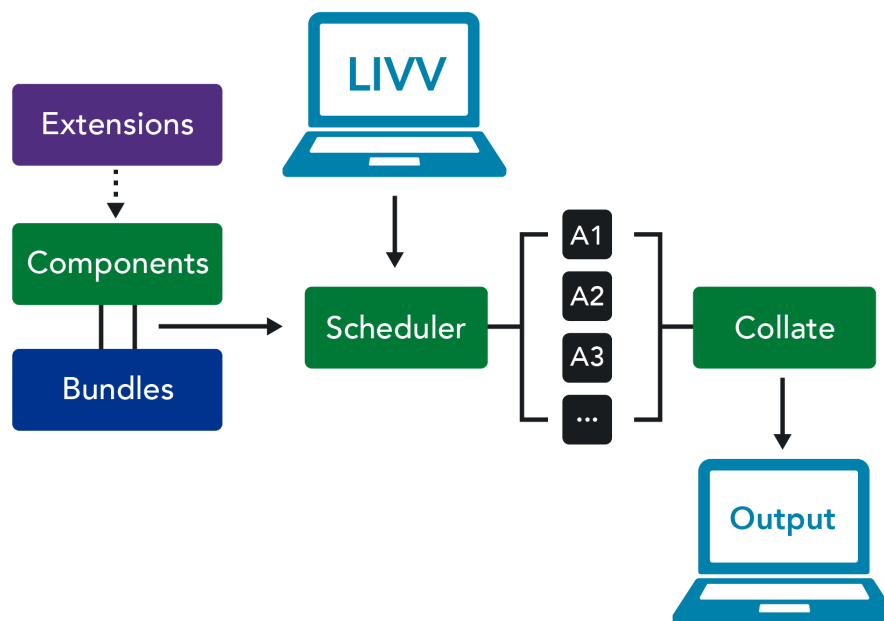 LIVV
Extensions
Components
Bundles
Scheduler
A1
A2
A3
...
Collate
Output